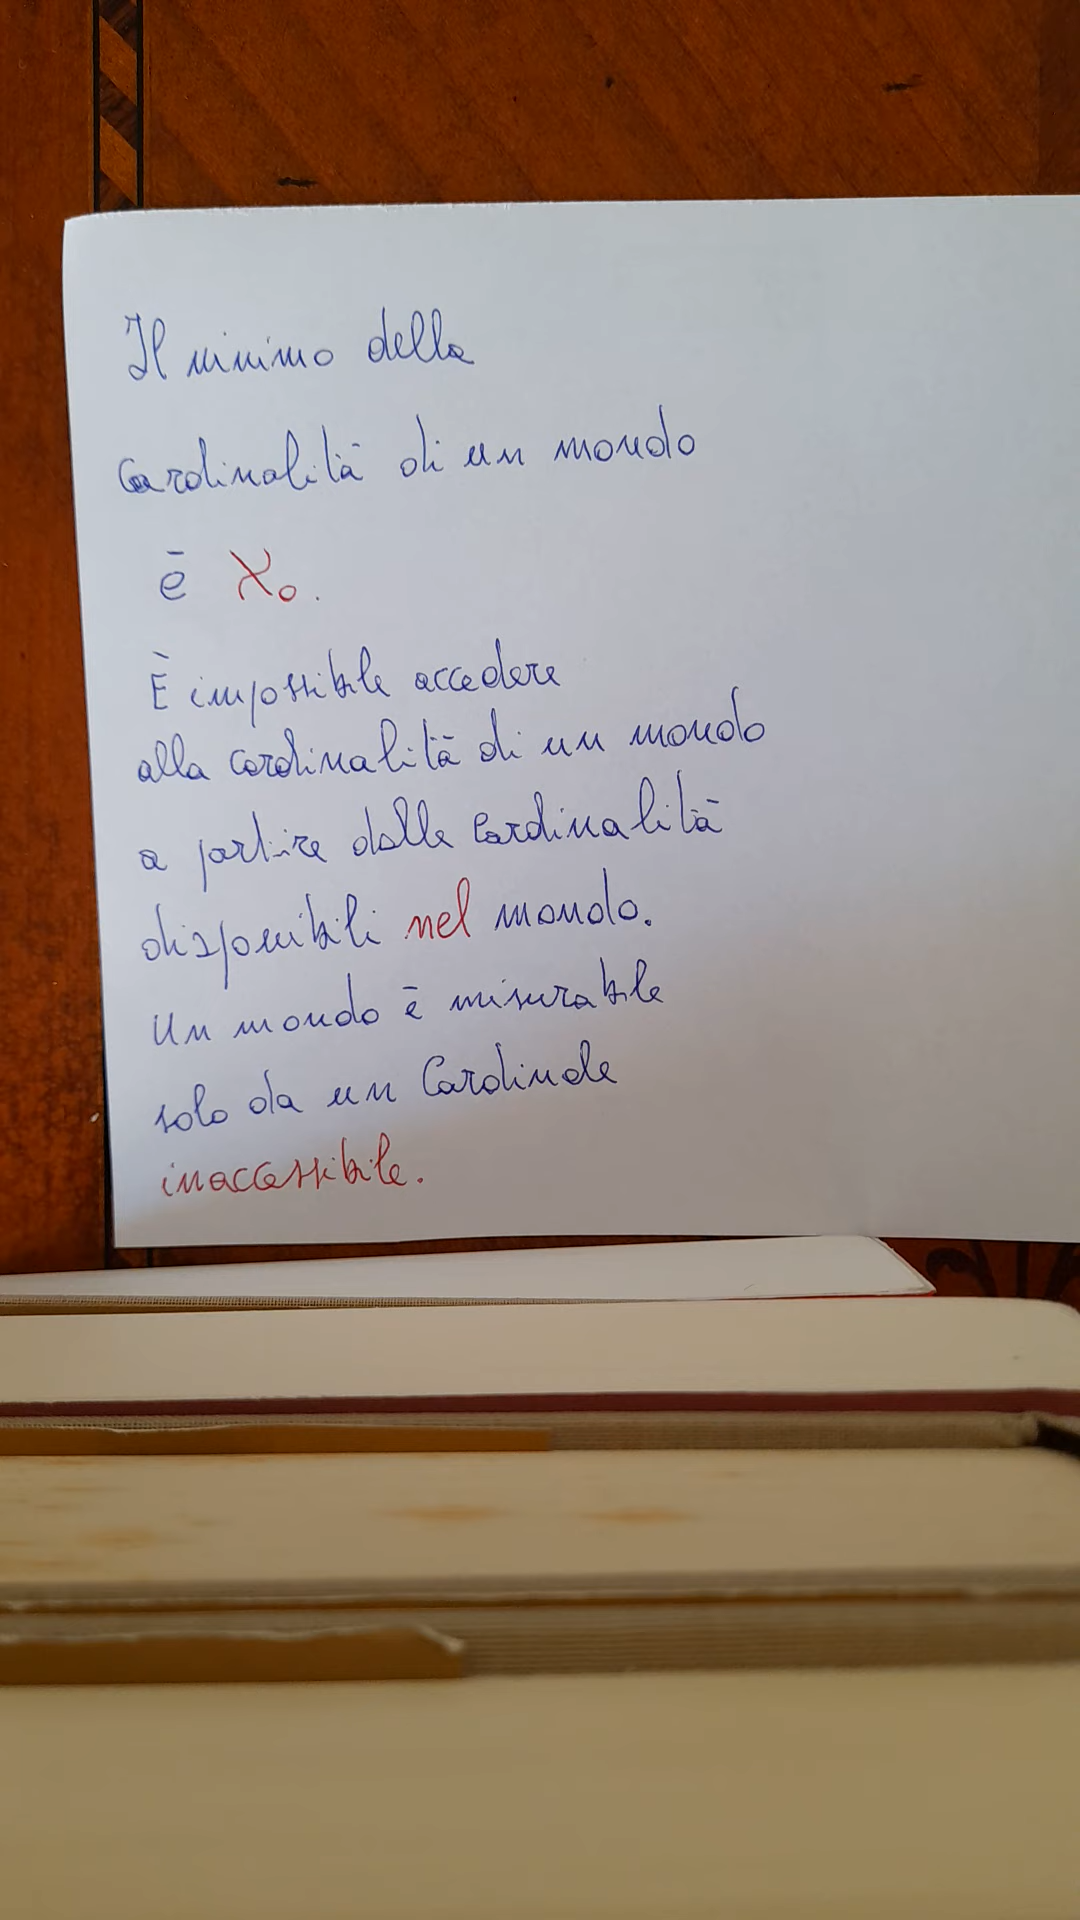 Il minimo della
Cardinalità di un mondo
è ℵ₀.
È impossibile accedere
alla cardinalità di un mondo
a partire dalle Cardinalità
disponibili nel mondo.
Un mondo è misurabile
solo da un Cardinale
inaccessibile.